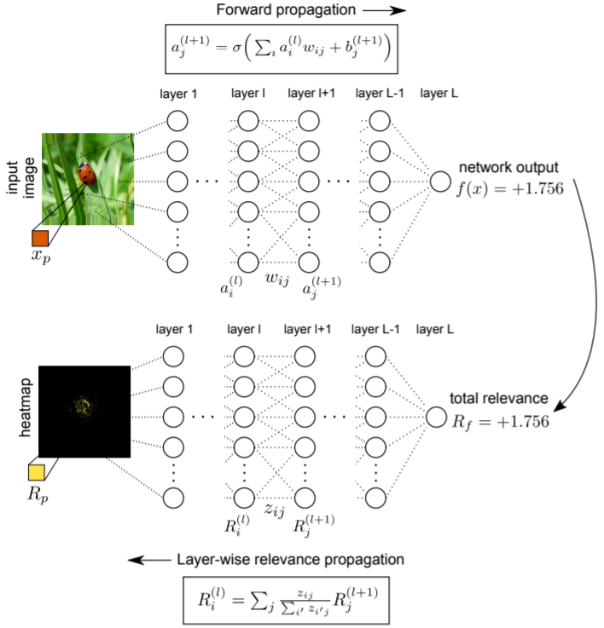 Forward propagation
a_j^{(l+1)} = σ(∑_i a_i^{(l)} w_{ij} + b_j^{(l+1)})
layer 1 layer l layer l+1 layer L-1 layer L
input image
network output
f(x) = +1.756
x_p
a_i^{(l)} w_{ij} a_j^{(l+1)}
layer 1 layer l layer l+1 layer L-1 layer L
heatmap
total relevance
R_f = +1.756
R_p
R_i^{(l)} z_{ij} R_j^{(l+1)}
Layer-wise relevance propagation
R_i^{(l)} = ∑_j \frac{z_{ij}}{∑_{i'} z_{i'j}} R_j^{(l+1)}